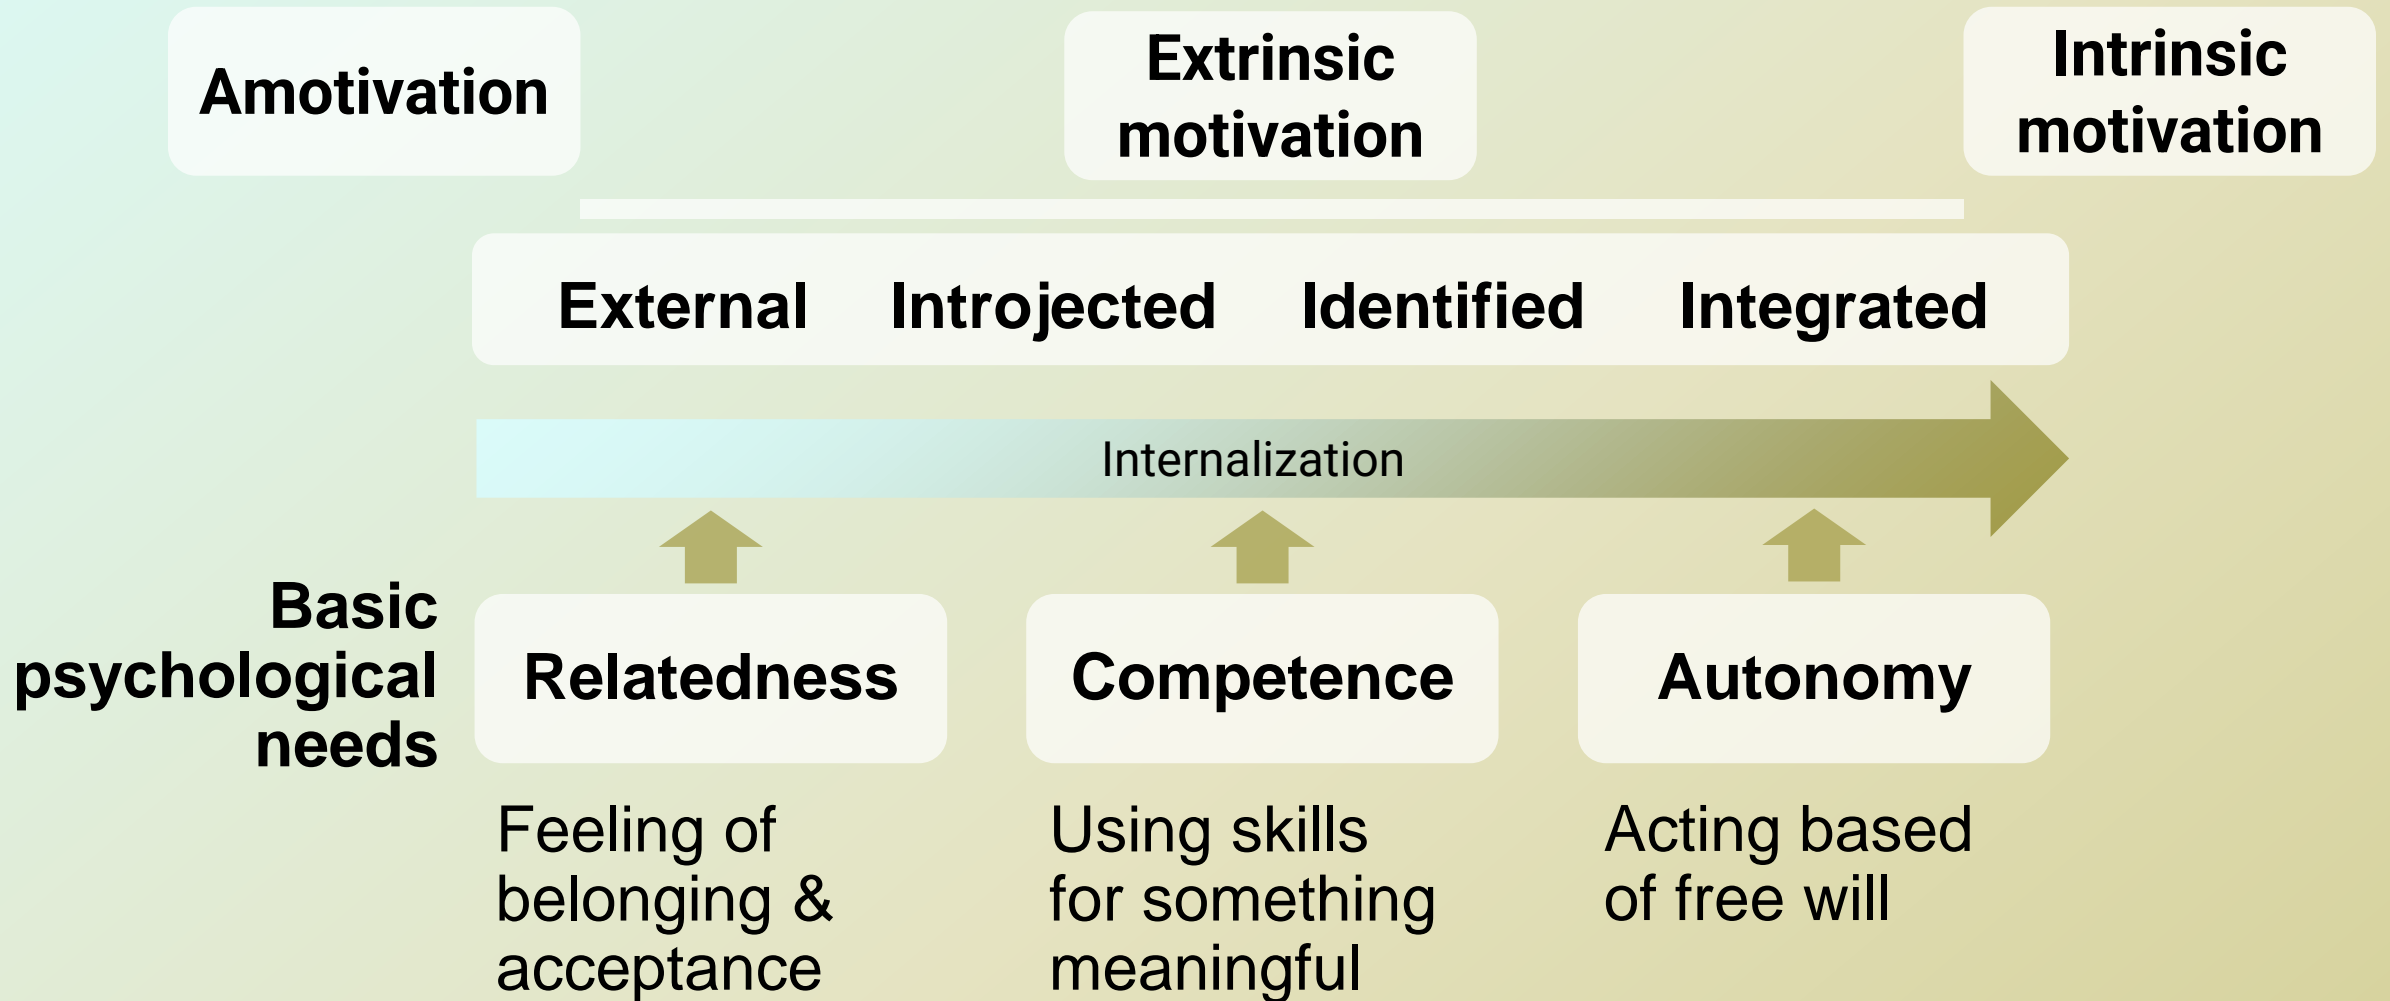 Amotivation
Extrinsic
motivation
Intrinsic
motivation
External Introjected Identified Integrated
Internalization
Basic
psychological
needs
Relatedness
Competence
Autonomy
Feeling of
belonging &
acceptance
Using skills
for something
meaningful
Acting based
of free will